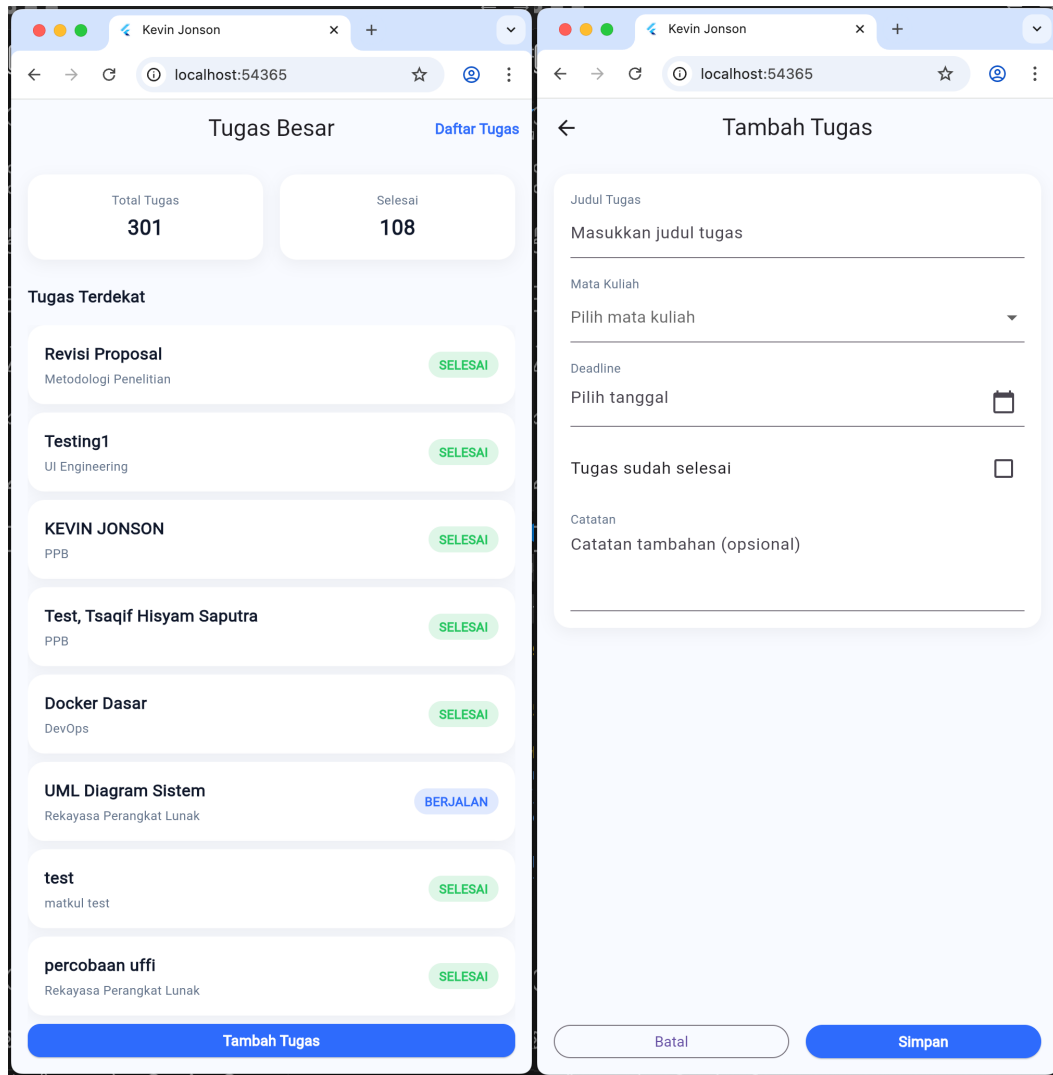 Kevin Jonson
localhost:54365
Tugas Besar
Daftar Tugas
Total Tugas
301
Selesai
108
Tugas Terdekat
Revisi Proposal
Metodologi Penelitian
SELESAI
Testing1
UI Engineering
SELESAI
KEVIN JONSON
PPB
SELESAI
Test, Tsaqif Hisyam Saputra
PPB
SELESAI
Docker Dasar
DevOps
SELESAI
UML Diagram Sistem
Rekayasa Perangkat Lunak
BERJALAN
test
matkul test
SELESAI
percobaan uffi
Rekayasa Perangkat Lunak
SELESAI
Tambah Tugas
Kevin Jonson
localhost:54365
Tambah Tugas
Judul Tugas
Masukkan judul tugas
Mata Kuliah
Pilih mata kuliah
Deadline
Pilih tanggal
Tugas sudah selesai
Catatan
Catatan tambahan (opsional)
Batal
Simpan